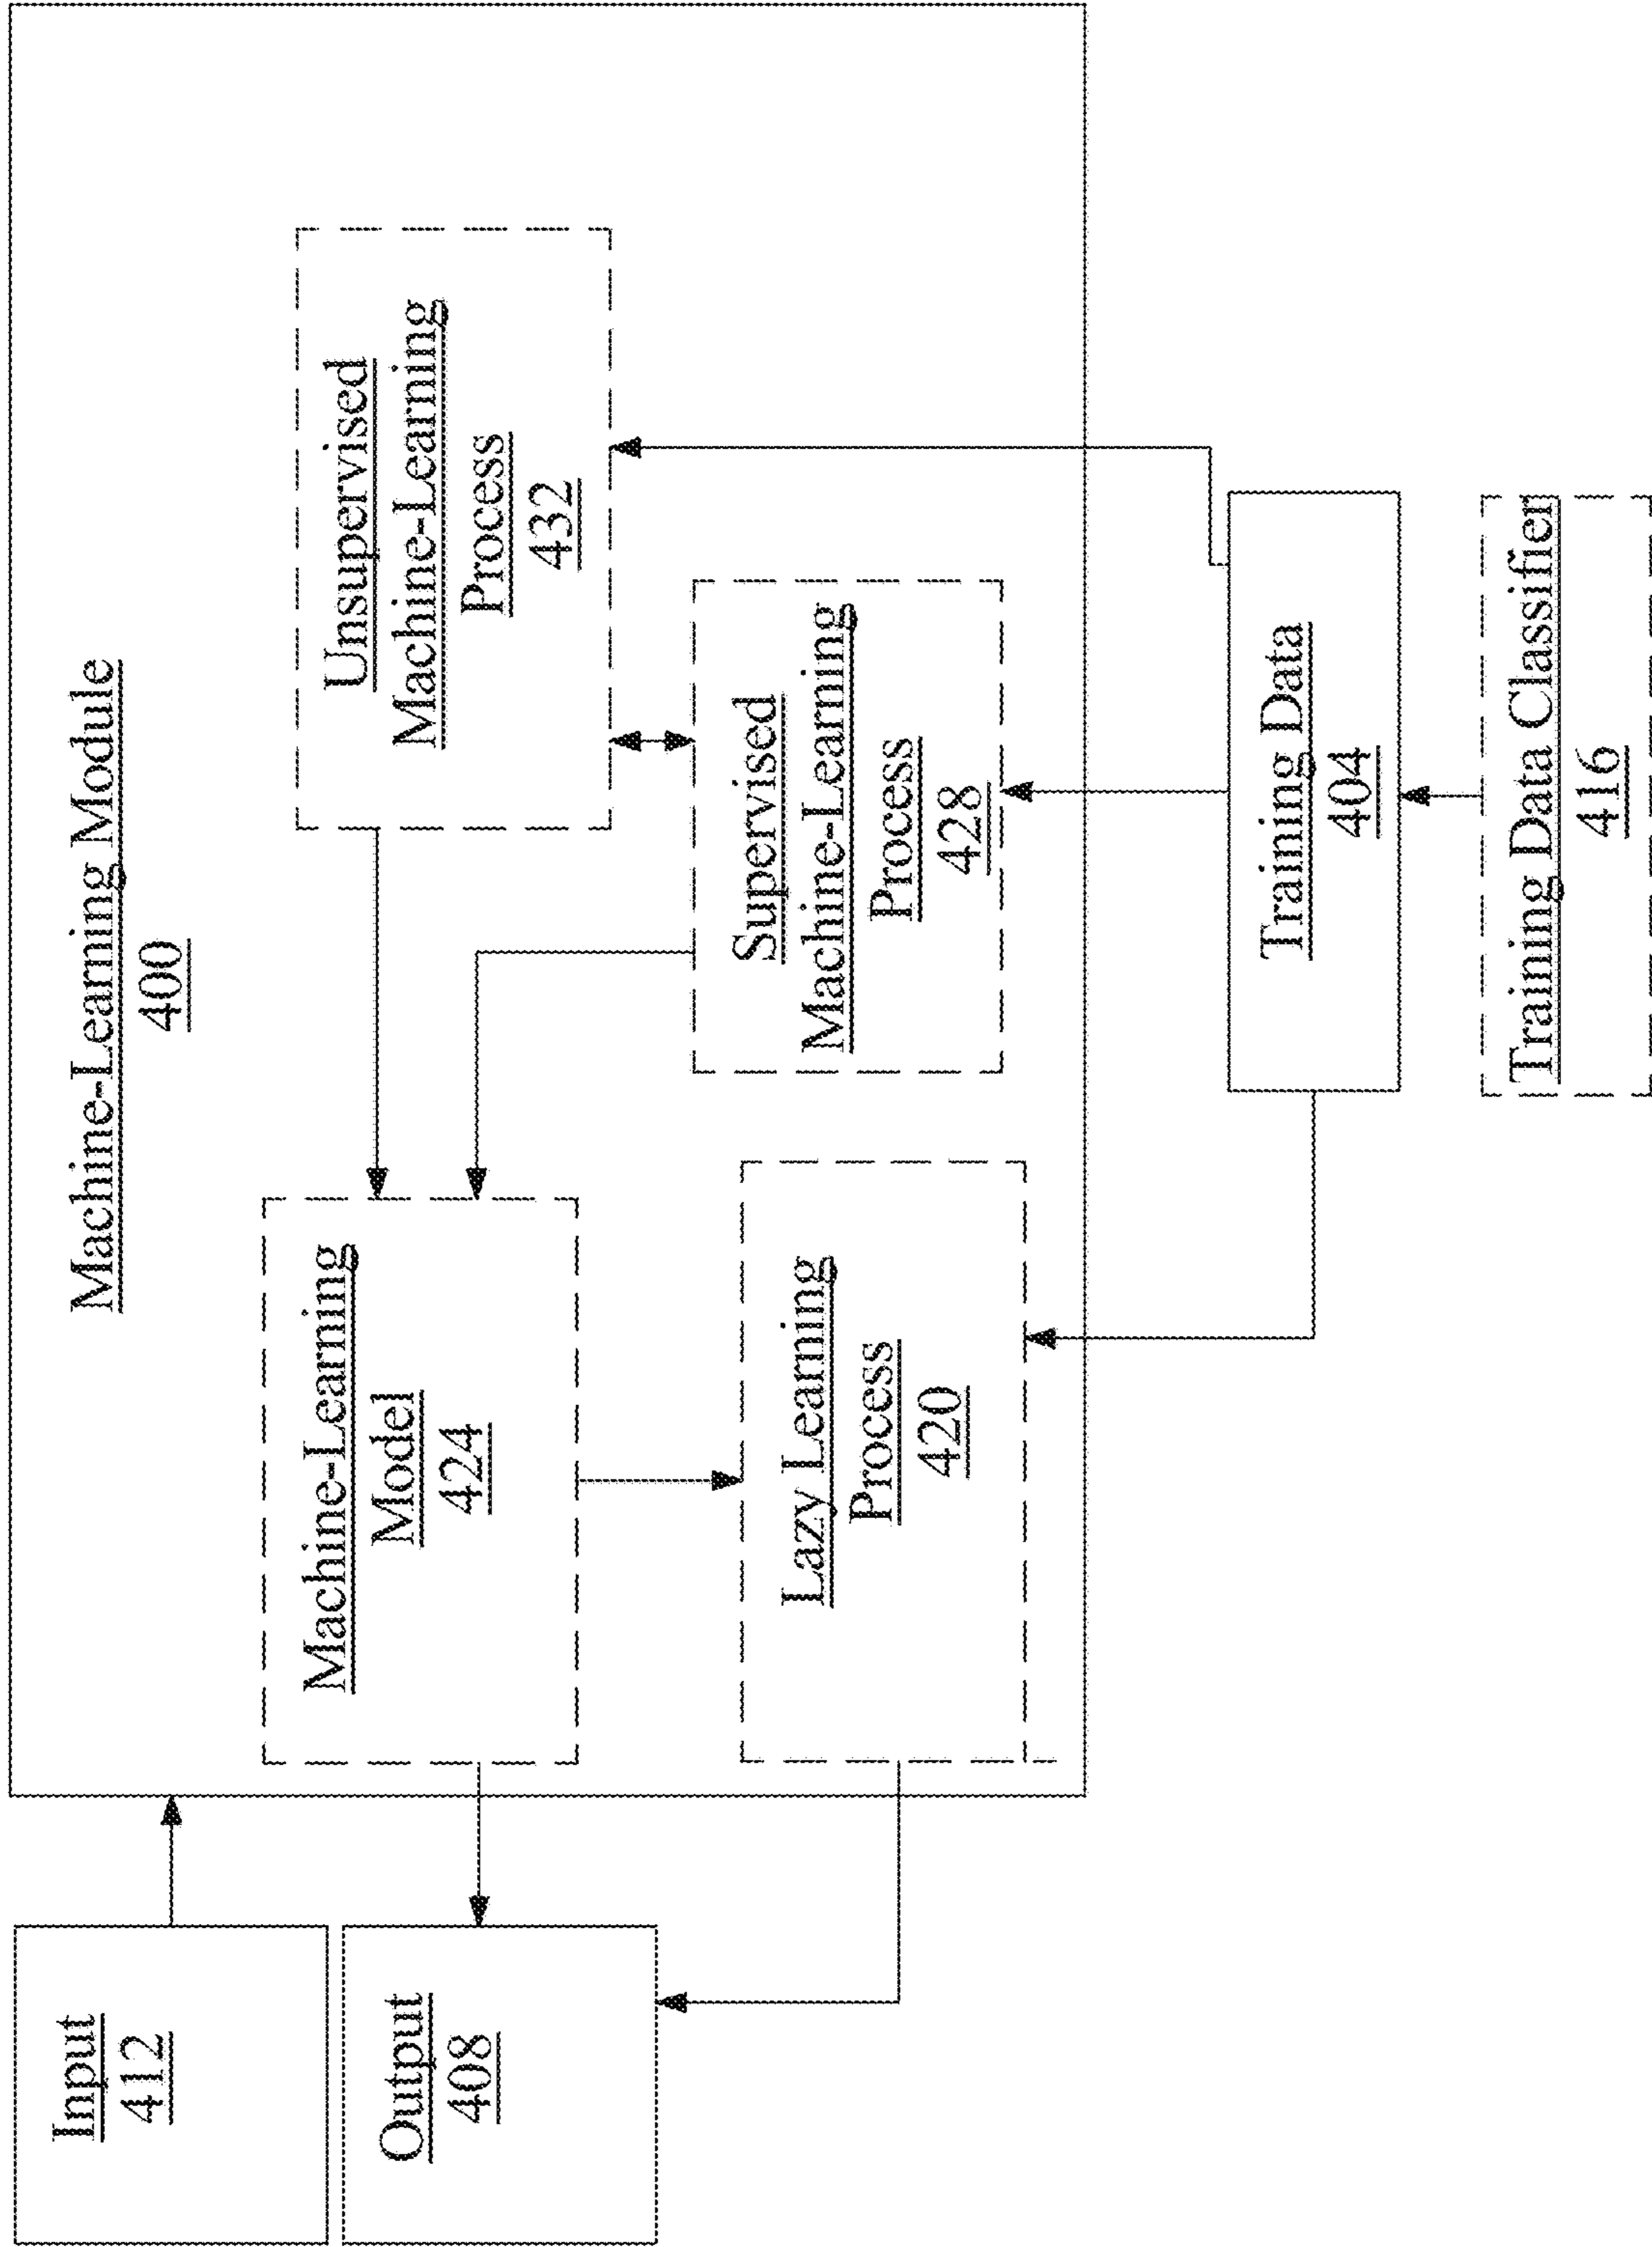 Machine-Learning Module
400
Input
412
Output
408
Machine-Learning
Model
424
Unsupervised
Machine-Learning
Process
432
Lazy Learning
Process
420
Supervised
Machine-Learning
Process
428
Training Data
404
Training Data Classifier
416